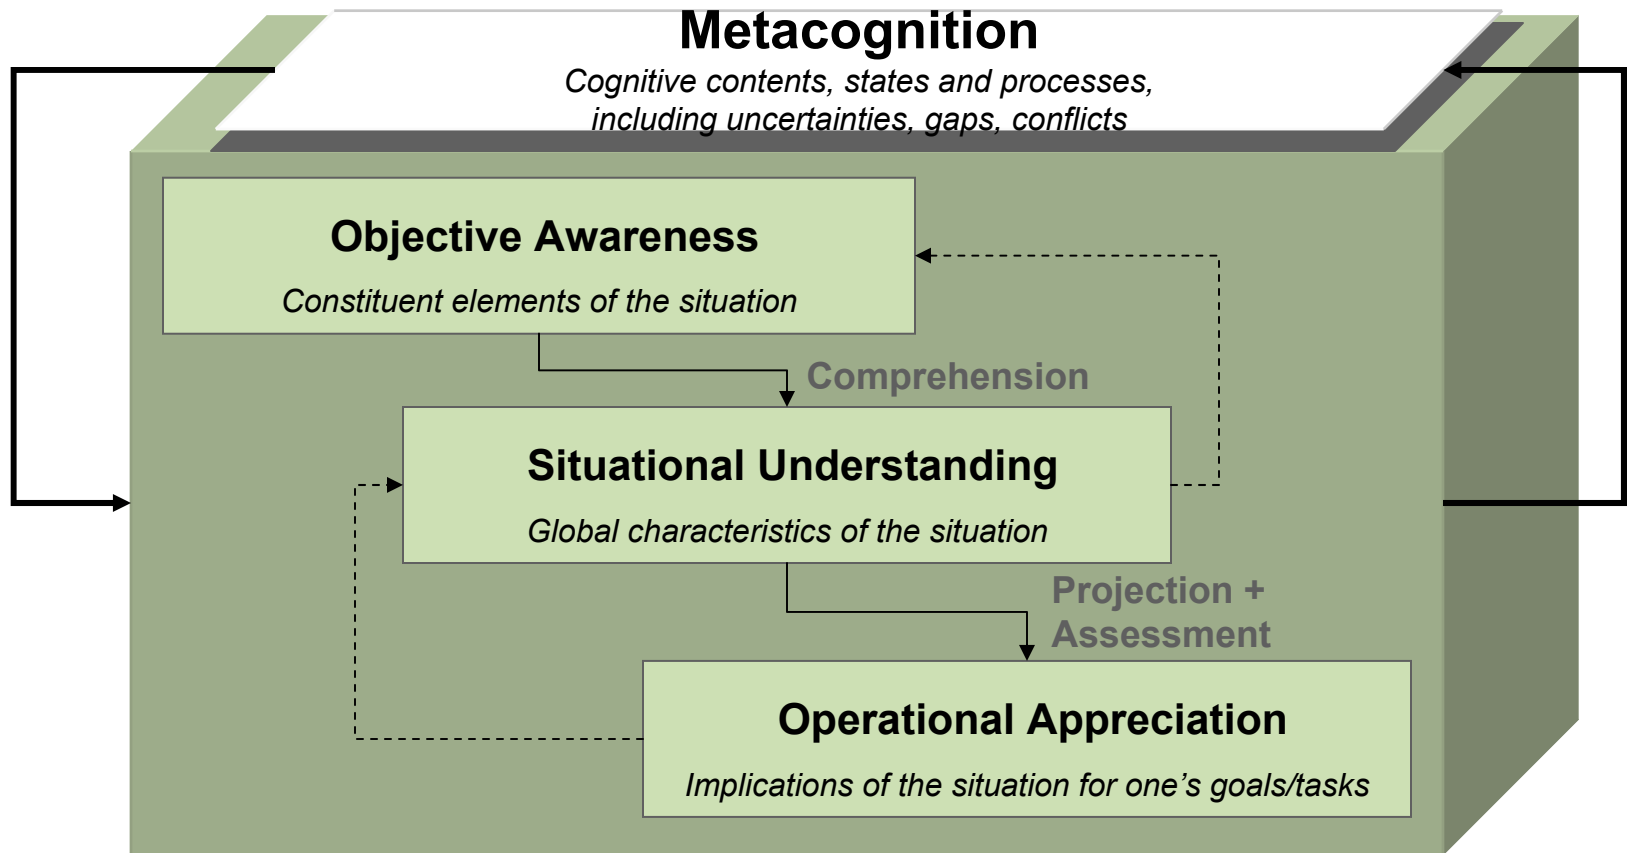 Metacognition
Cognitive contents, states and processes,
including uncertainties, gaps, conflicts
Objective Awareness
Constituent elements of the situation
Comprehension
Situational Understanding
Global characteristics of the situation
Projection +
Assessment
Operational Appreciation
Implications of the situation for one’s goals/tasks